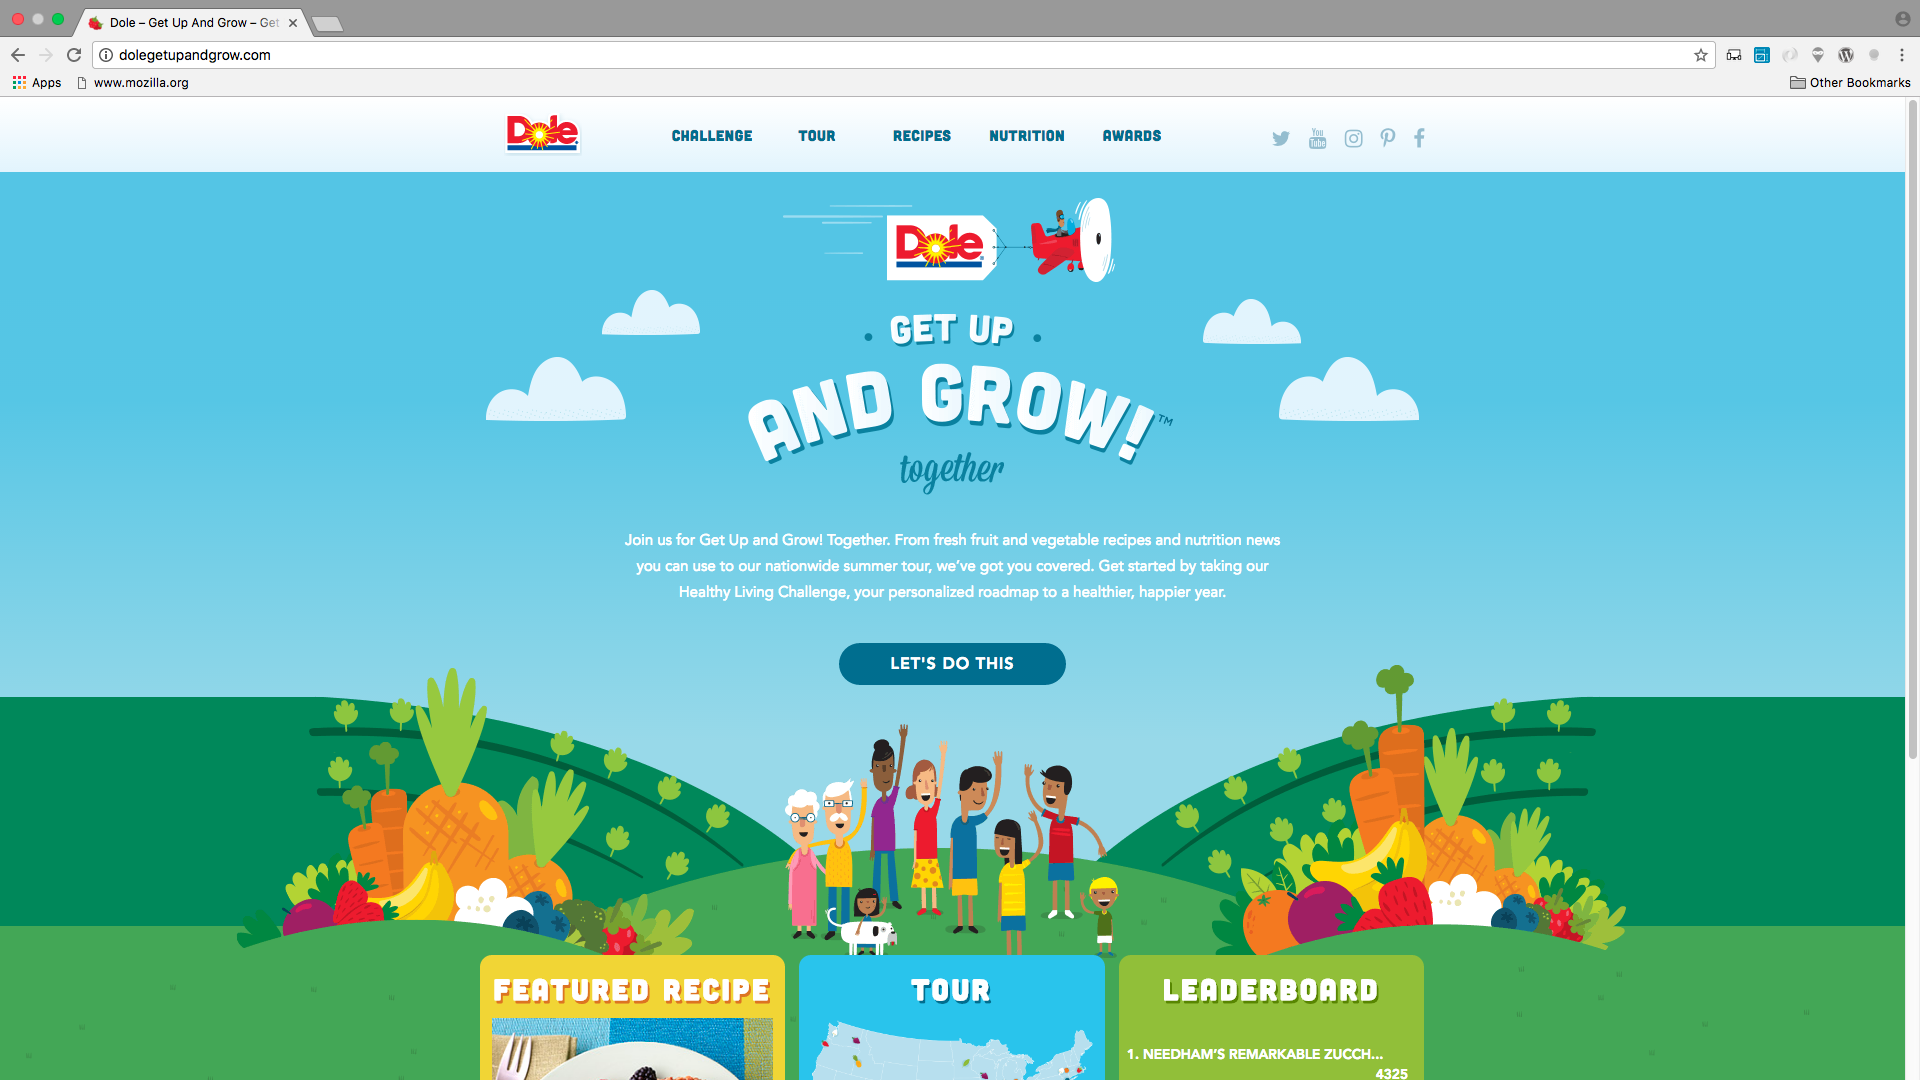 Dole – Get Up And Grow – Get
dolegetupandgrow.com
Apps
www.mozilla.org
Other Bookmarks
Dole
CHALLENGE
TOUR
RECIPES
NUTRITION
AWARDS
You Tube
Dole
GET UP
AND GROW!™
together
Join us for Get Up and Grow! Together. From fresh fruit and vegetable recipes and nutrition news
you can use to our nationwide summer tour, we've got you covered. Get started by taking our
Healthy Living Challenge, your personalized roadmap to a healthier, happier year.
LET'S DO THIS
FEATURED RECIPE
TOUR
LEADERBOARD
1. NEEDHAM'S REMARKABLE ZUCCH...
4325